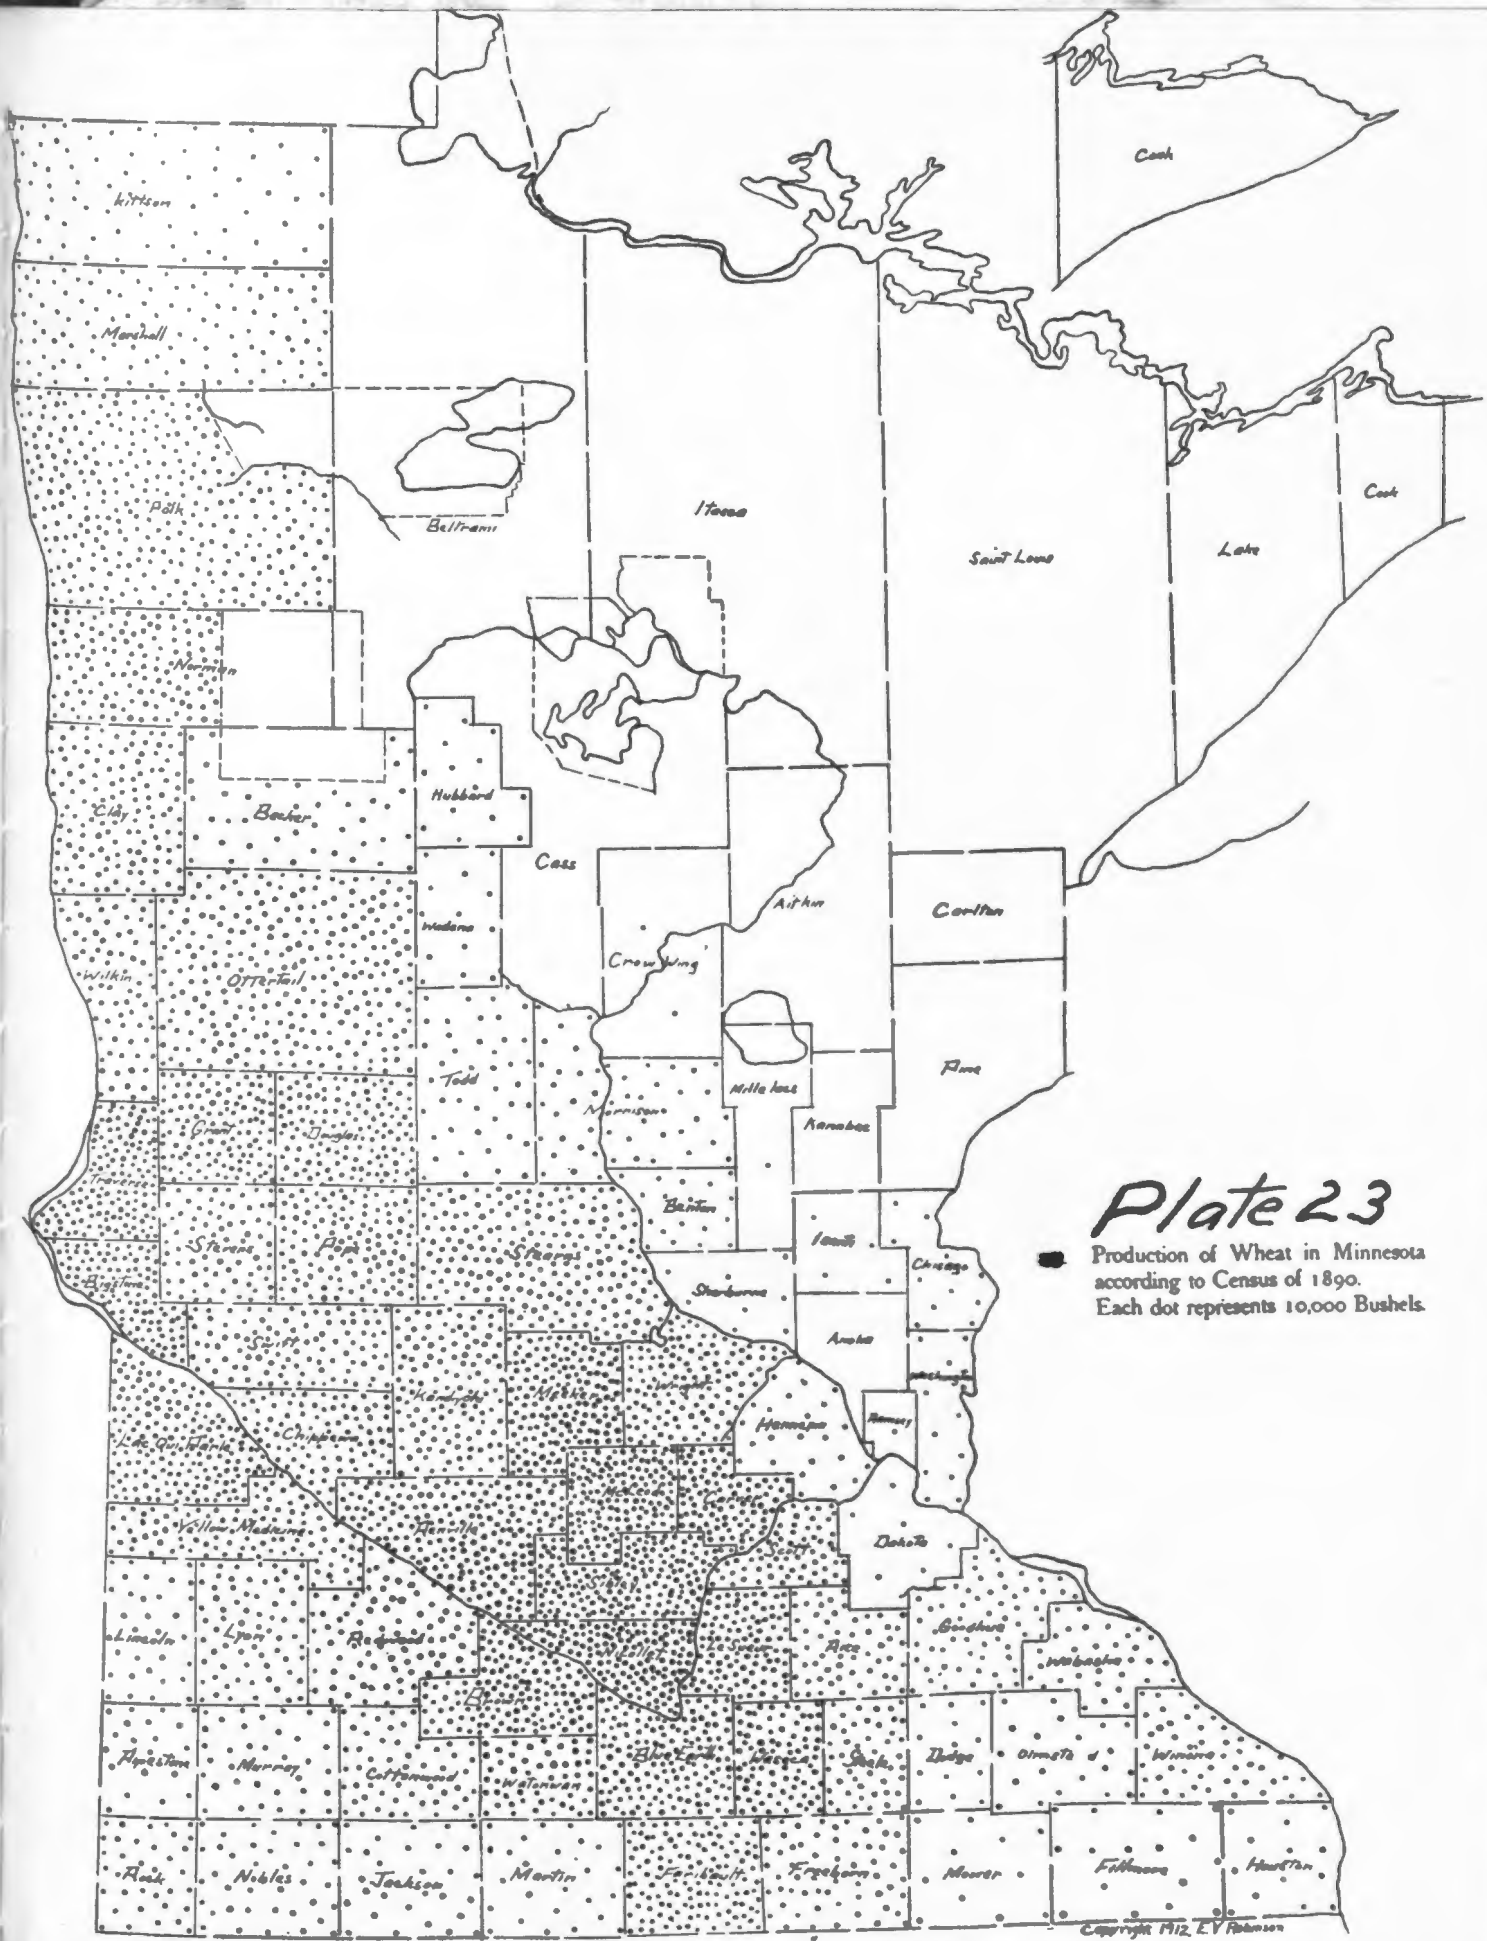 Cook
Kittson
Marshall
Polk
Beltrami
Itasca
Saint Louis
Lake
Cook
Norman
Clay
Becker
Hubbard
Cass
Aitkin
Carlton
Wadena
Crow Wing
Wilkin
Ottertail
Todd
Pine
Mille Lacs
Morrison
Kanabec
Grant
Douglas
Traverse
Benton
Plate 23
Stevens
Pope
Stearns
Isanti
Chisago
Production of Wheat in Minnesota
according to Census of 1890.
Each dot represents 10,000 Bushels.
Bigstone
Sherburne
Swift
Anoka
Kandiyohi
Meeker
Wright
Washington
Hennepin
Ramsey
Lac Qui Parle
Chippewa
McLeod
Carver
Yellow Medicine
Renville
Scott
Dakota
Sibley
Lincoln
Lyon
Redwood
Nicollet
Le Sueur
Rice
Goodhue
Wabasha
Brown
Pipestone
Murray
Cottonwood
Watonwan
Blue Earth
Waseca
Steele
Dodge
Olmsted
Winona
Rock
Nobles
Jackson
Martin
Faribault
Freeborn
Mower
Fillmore
Houston
Copyright 1912 E V Robinson